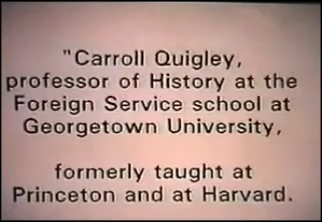 "Carroll Quigley,
professor of History at the
Foreign Service school at
Georgetown University,
formerly taught at
Princeton and at Harvard.